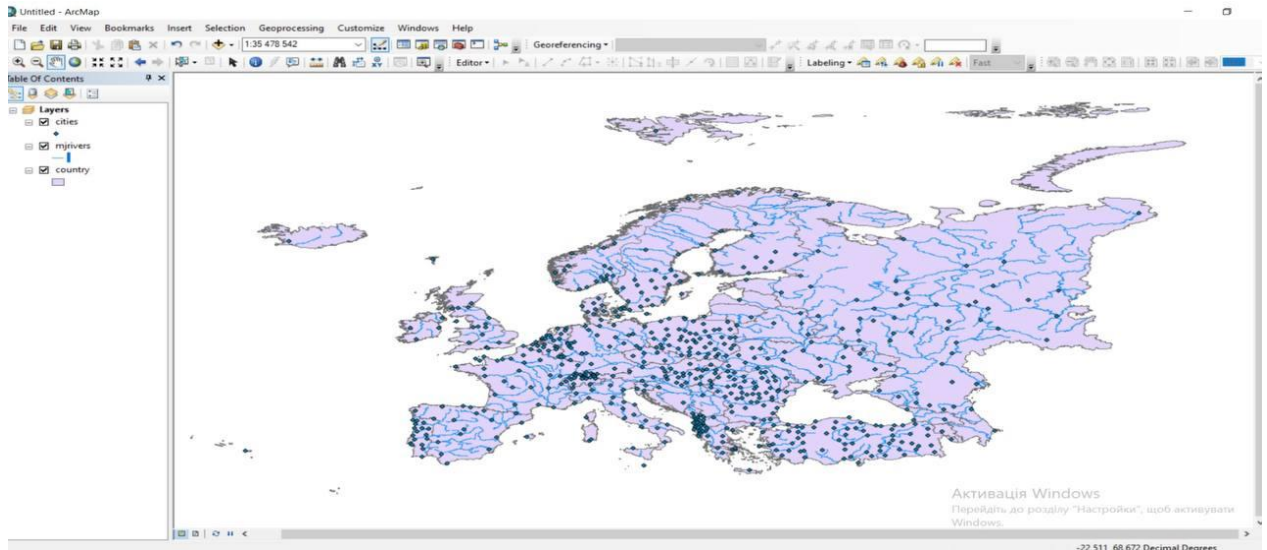 Untitled - ArcMap
File Edit View Bookmarks Insert Selection Geoprocessing Customize Windows Help
1:35 478 542 Georeferencing
Editor Labeling Fast
Table Of Contents
Layers
cities
mjrivers
country
Активація Windows
Перейдіть до розділу "Настройки", щоб активувати
Windows.
-22,511 68,672 Decimal Degrees